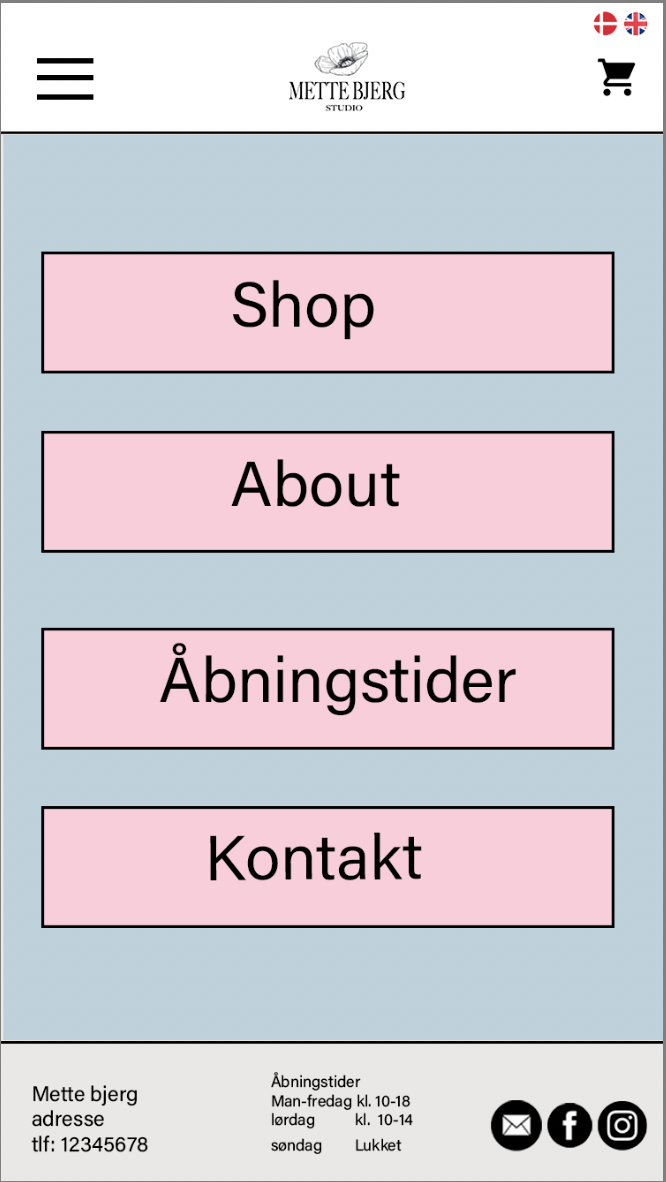 METTE BJERG
STUDIO
Shop
About
Åbningstider
Kontakt
Mette bjerg
adresse
tlf: 12345678
Åbningstider
Man-fredag kl. 10-18
lørdag kl. 10-14
søndag Lukket